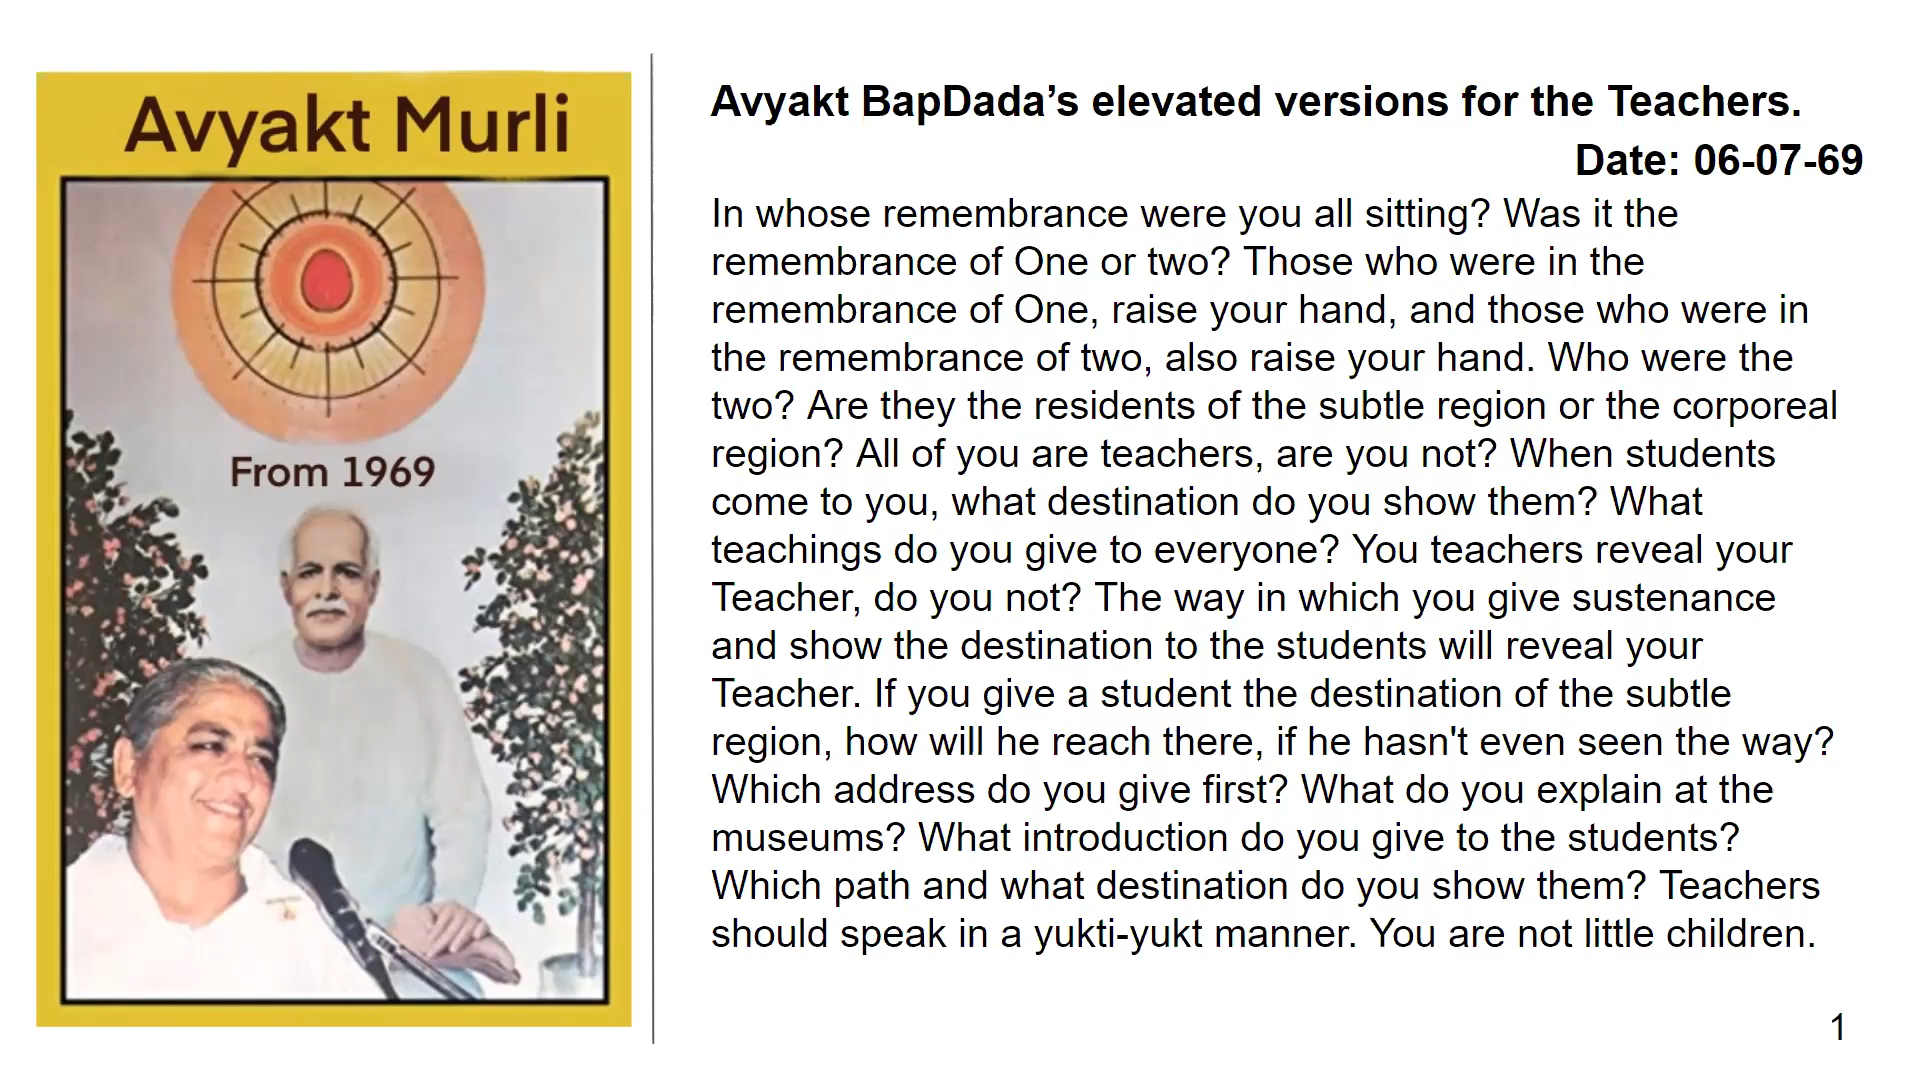 Avyakt Murli
From 1969
Avyakt BapDada’s elevated versions for the Teachers.
Date: 06-07-69
In whose remembrance were you all sitting? Was it the
remembrance of One or two? Those who were in the
remembrance of One, raise your hand, and those who were in
the remembrance of two, also raise your hand. Who were the
two? Are they the residents of the subtle region or the corporeal
region? All of you are teachers, are you not? When students
come to you, what destination do you show them? What
teachings do you give to everyone? You teachers reveal your
Teacher, do you not? The way in which you give sustenance
and show the destination to the students will reveal your
Teacher. If you give a student the destination of the subtle
region, how will he reach there, if he hasn't even seen the way?
Which address do you give first? What do you explain at the
museums? What introduction do you give to the students?
Which path and what destination do you show them? Teachers
should speak in a yukti-yukt manner. You are not little children.
1